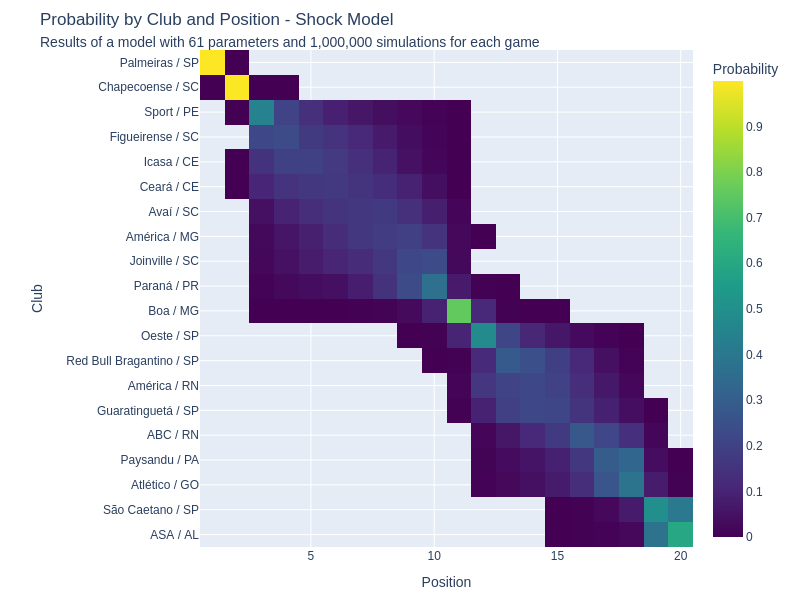 Probability by Club and Position - Shock Model
Results of a model with 61 parameters and 1,000,000 simulations for each game
Probability
Palmeiras / SP
Chapecoense / SC
Sport / PE
Figueirense / SC
Icasa / CE
Ceará / CE
Avaí / SC
América / MG
Joinville / SC
Paraná / PR
Boa / MG
Oeste / SP
Red Bull Bragantino / SP
América / RN
Guaratinguetá / SP
ABC / RN
Paysandu / PA
Atlético / GO
São Caetano / SP
ASA / AL
Club
5
10
15
20
Position
0.9
0.8
0.7
0.6
0.5
0.4
0.3
0.2
0.1
0